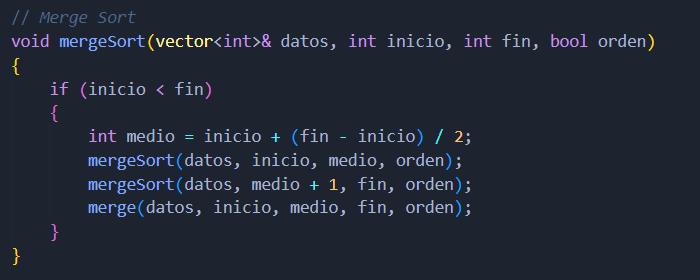 // Merge Sort
void mergeSort(vector<int>& datos, int inicio, int fin, bool orden)
{
    if (inicio < fin)
    {
        int medio = inicio + (fin - inicio) / 2;
        mergeSort(datos, inicio, medio, orden);
        mergeSort(datos, medio + 1, fin, orden);
        merge(datos, inicio, medio, fin, orden);
    }
}